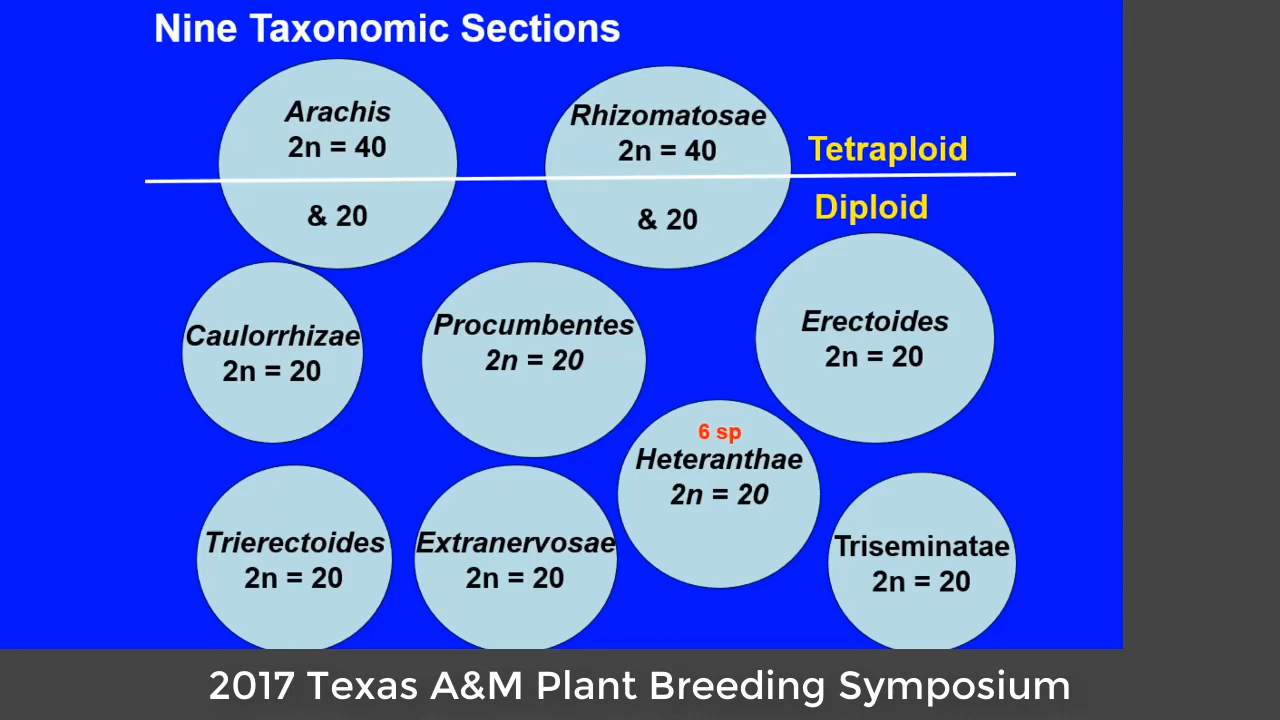 Nine Taxonomic Sections
Arachis
2n = 40
& 20
Rhizomatosae
2n = 40
& 20
Tetraploid
Diploid
Caulorrhizae
2n = 20
Procumbentes
2n = 20
Erectoides
2n = 20
6 sp
Heteranthae
2n = 20
Trierectoides
2n = 20
Extranervosae
2n = 20
Triseminatae
2n = 20
2017 Texas A&M Plant Breeding Symposium